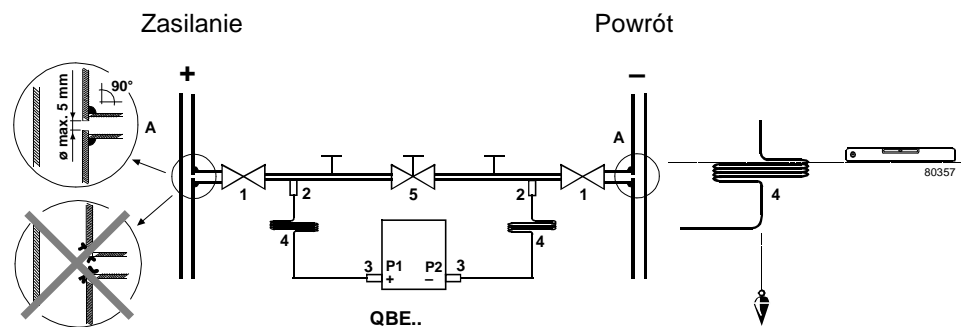 Zasilanie Powrót
+ –
ø max. 5 mm 90° A A
1 2 5 2 1
4 4 4
80357
3 P1 P2 3
+ –
QBE..